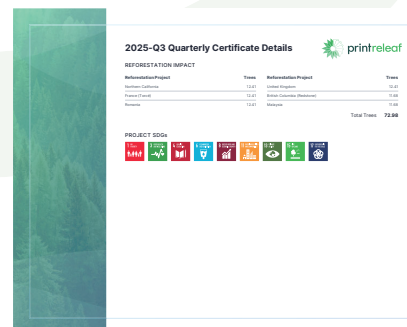 2025-Q3 Quarterly Certificate Details
printreleaf
REFORESTATION IMPACT
Reforestation Project Trees Reforestation Project Trees
Northern California 12.41 United Kingdom 12.41
France (Torcé) 12.41 British Columbia (Redstone) 11.68
Romania 12.41 Malaysia 11.68
Total Trees 72.98
PROJECT SDGs